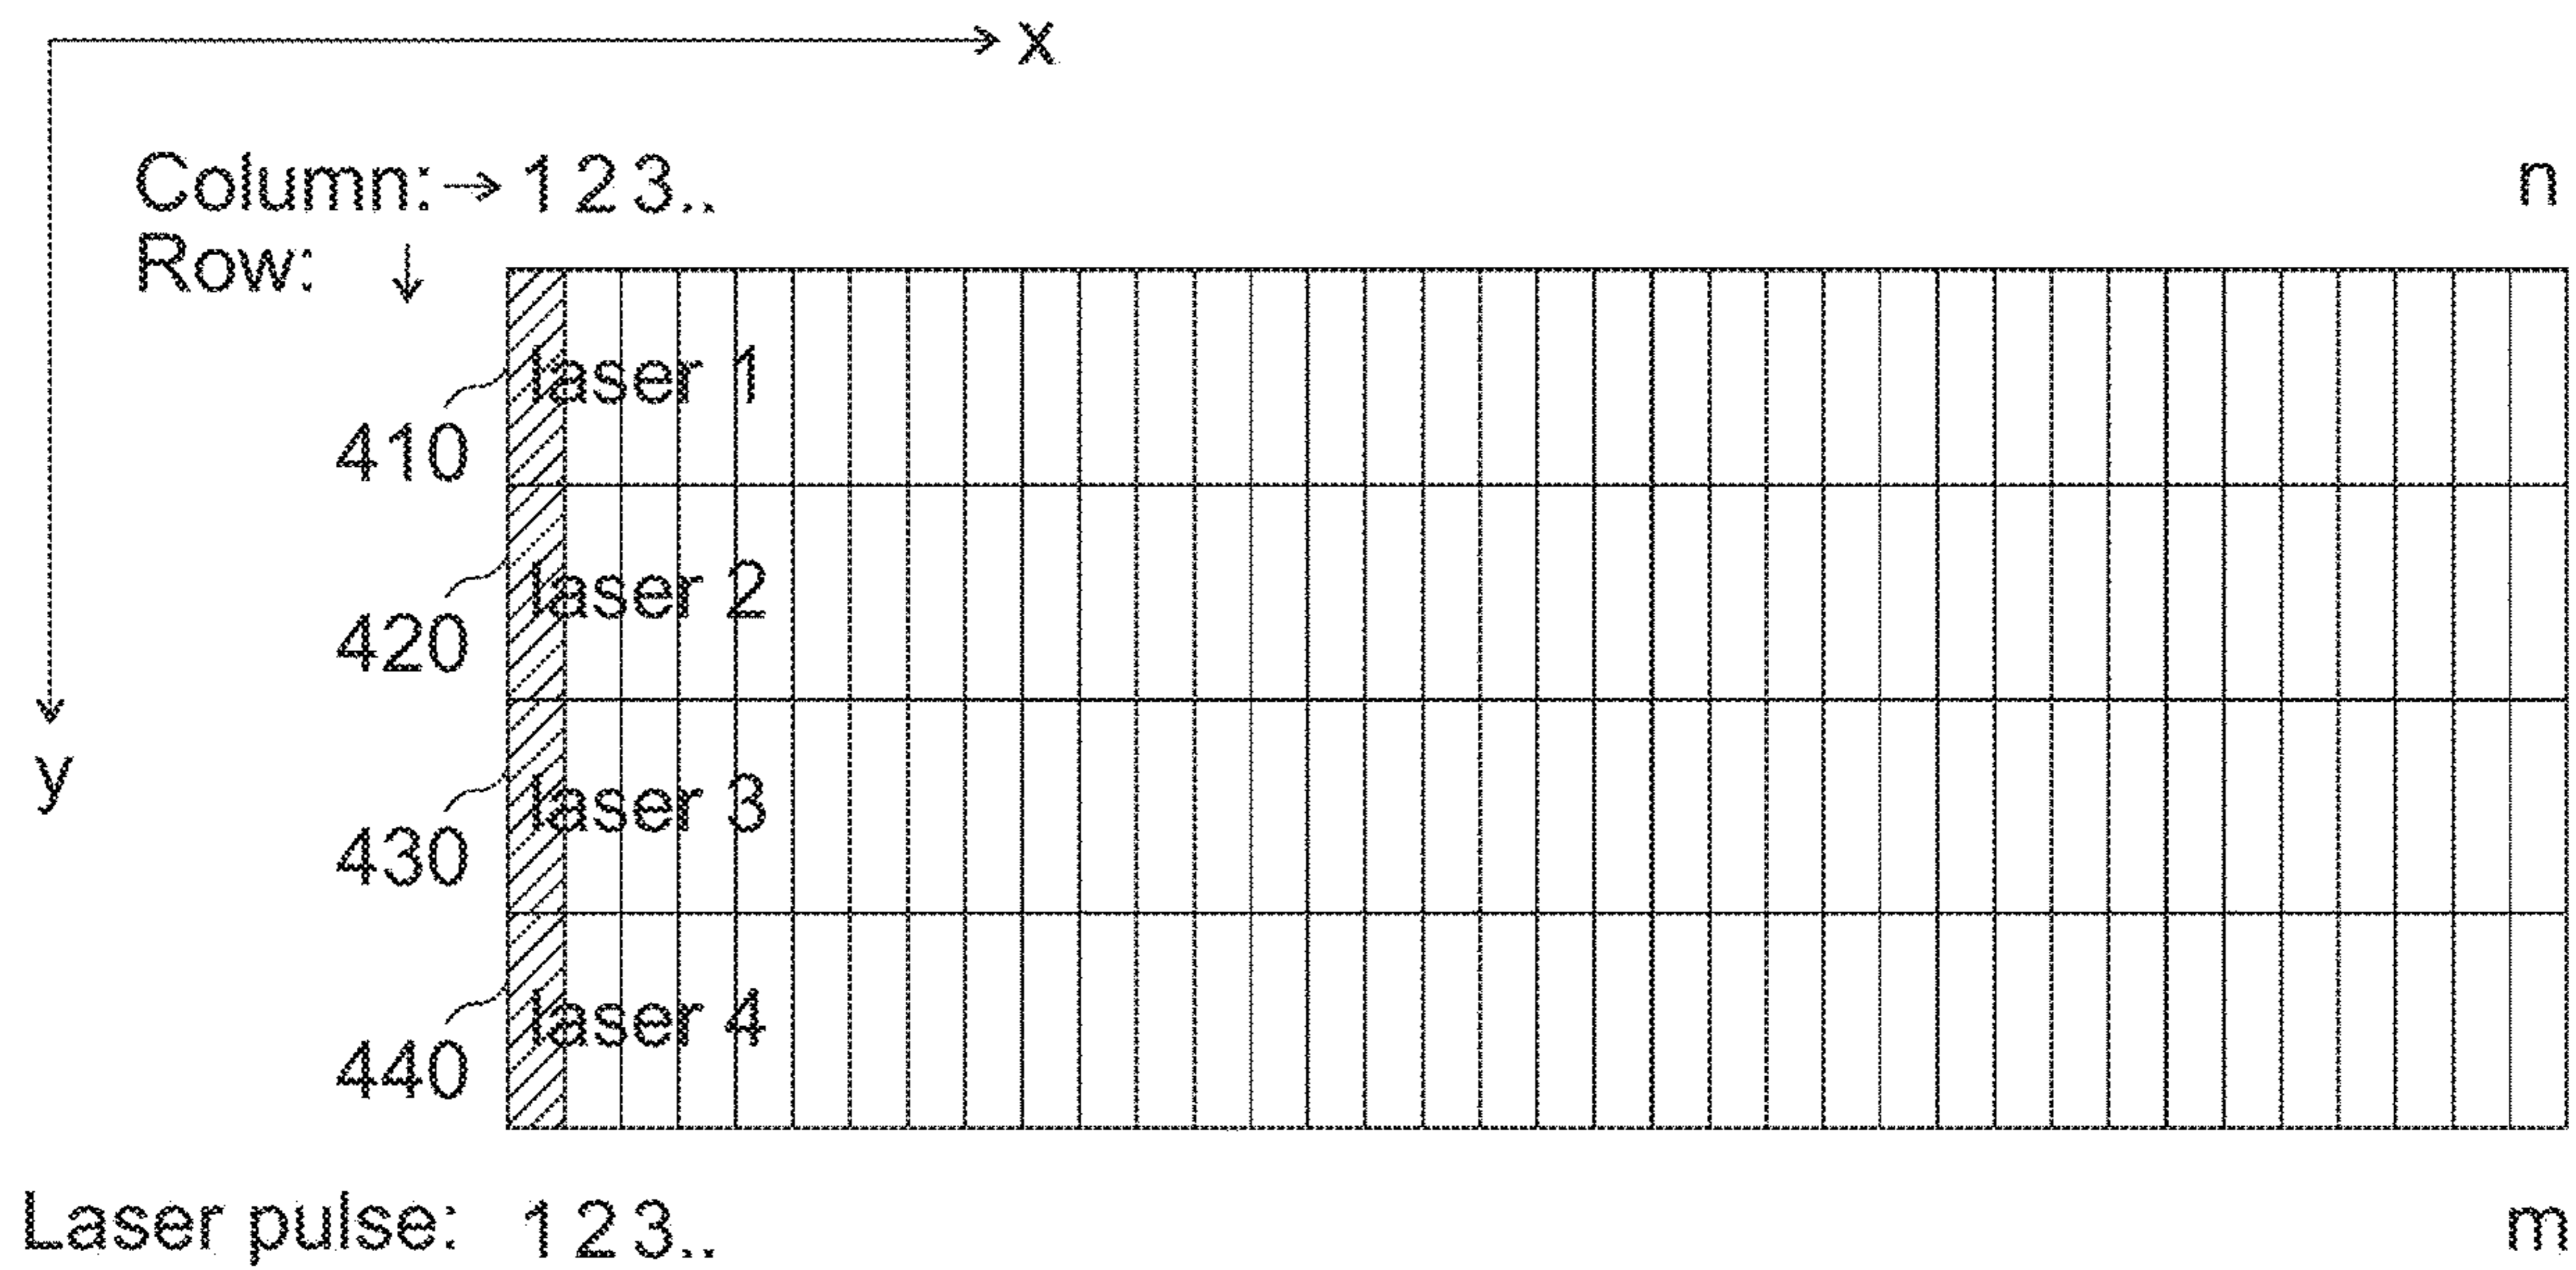 x
Column: → 1 2 3.. n
Row: ↓
laser 1
410
laser 2
420
y
laser 3
430
laser 4
440
Laser pulse: 1 2 3.. m